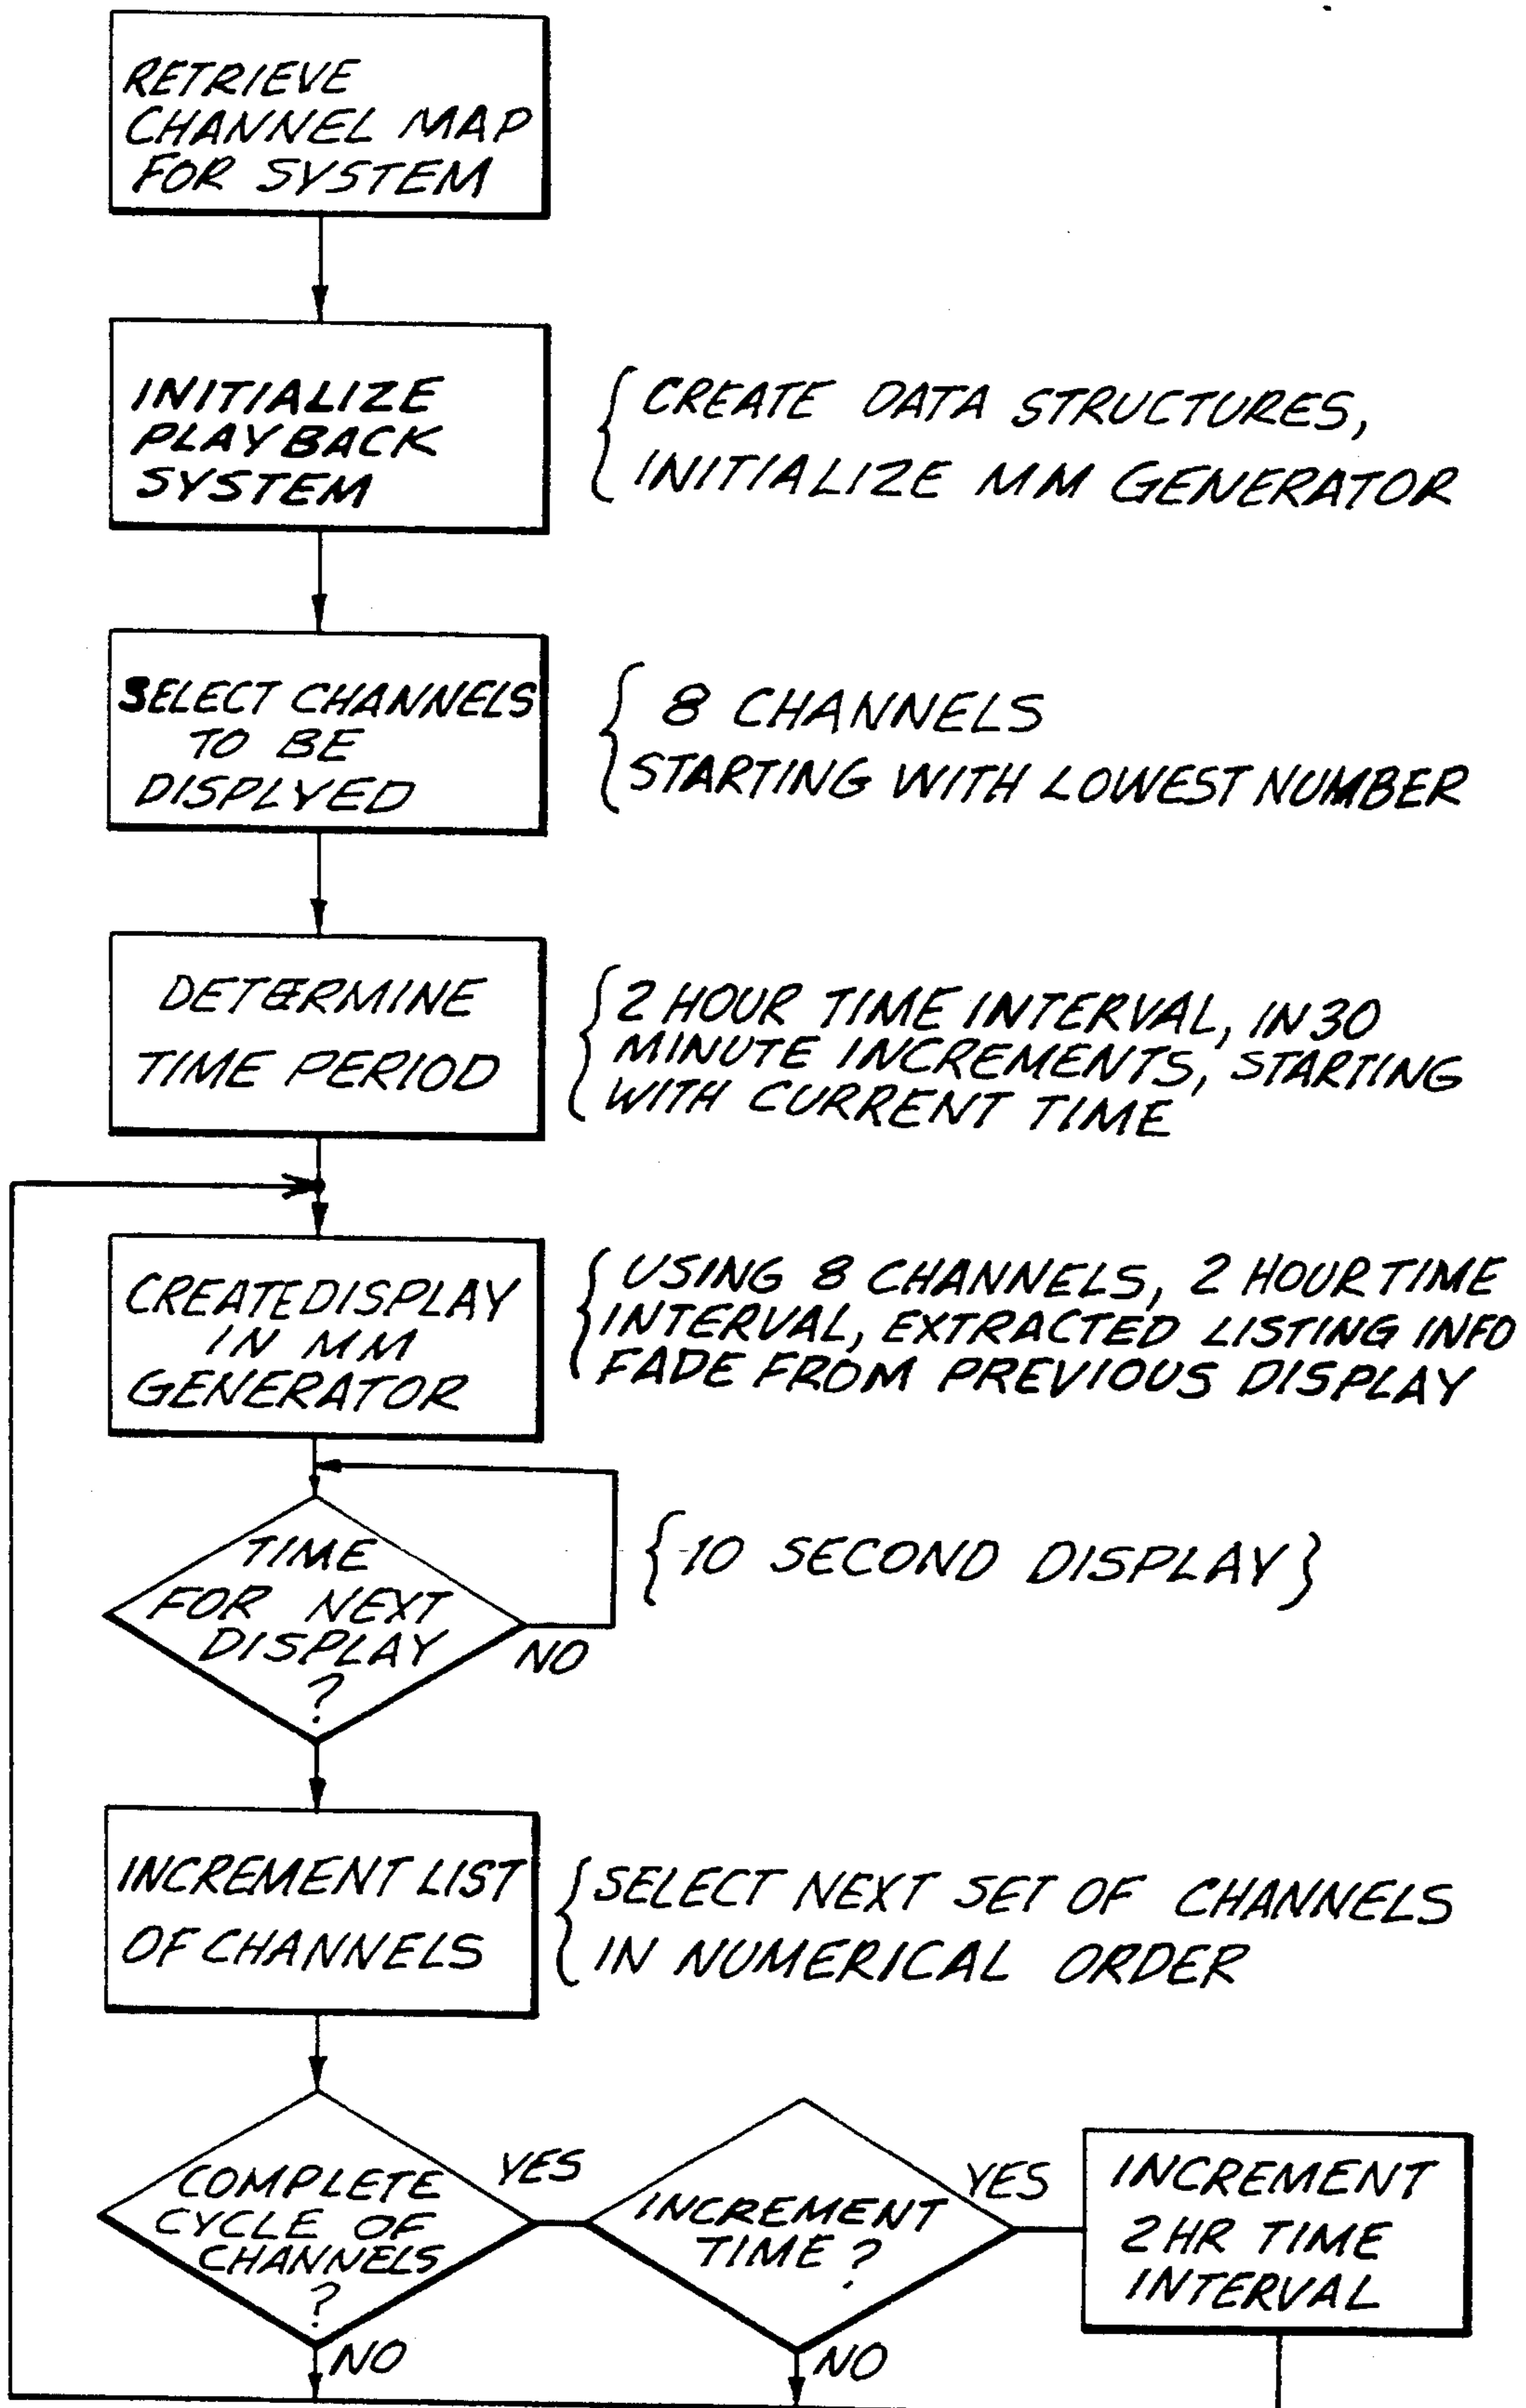 RETRIEVE
CHANNEL MAP
FOR SYSTEM
INITIALIZE
PLAYBACK
SYSTEM
{ CREATE DATA STRUCTURES,
INITIALIZE MM GENERATOR
SELECT CHANNELS
TO BE
DISPLYED
{ 8 CHANNELS
STARTING WITH LOWEST NUMBER
DETERMINE
TIME PERIOD
{ 2 HOUR TIME INTERVAL, IN 30
MINUTE INCREMENTS, STARTING
WITH CURRENT TIME
CREATE DISPLAY
IN MM
GENERATOR
{ USING 8 CHANNELS, 2 HOUR TIME
INTERVAL, EXTRACTED LISTING INFO
FADE FROM PREVIOUS DISPLAY
TIME
FOR NEXT
DISPLAY
?
NO
{ 10 SECOND DISPLAY }
INCREMENT LIST
OF CHANNELS
{ SELECT NEXT SET OF CHANNELS
IN NUMERICAL ORDER
COMPLETE
CYCLE OF
CHANNELS
?
YES
NO
INCREMENT
TIME?
YES
NO
INCREMENT
2 HR TIME
INTERVAL